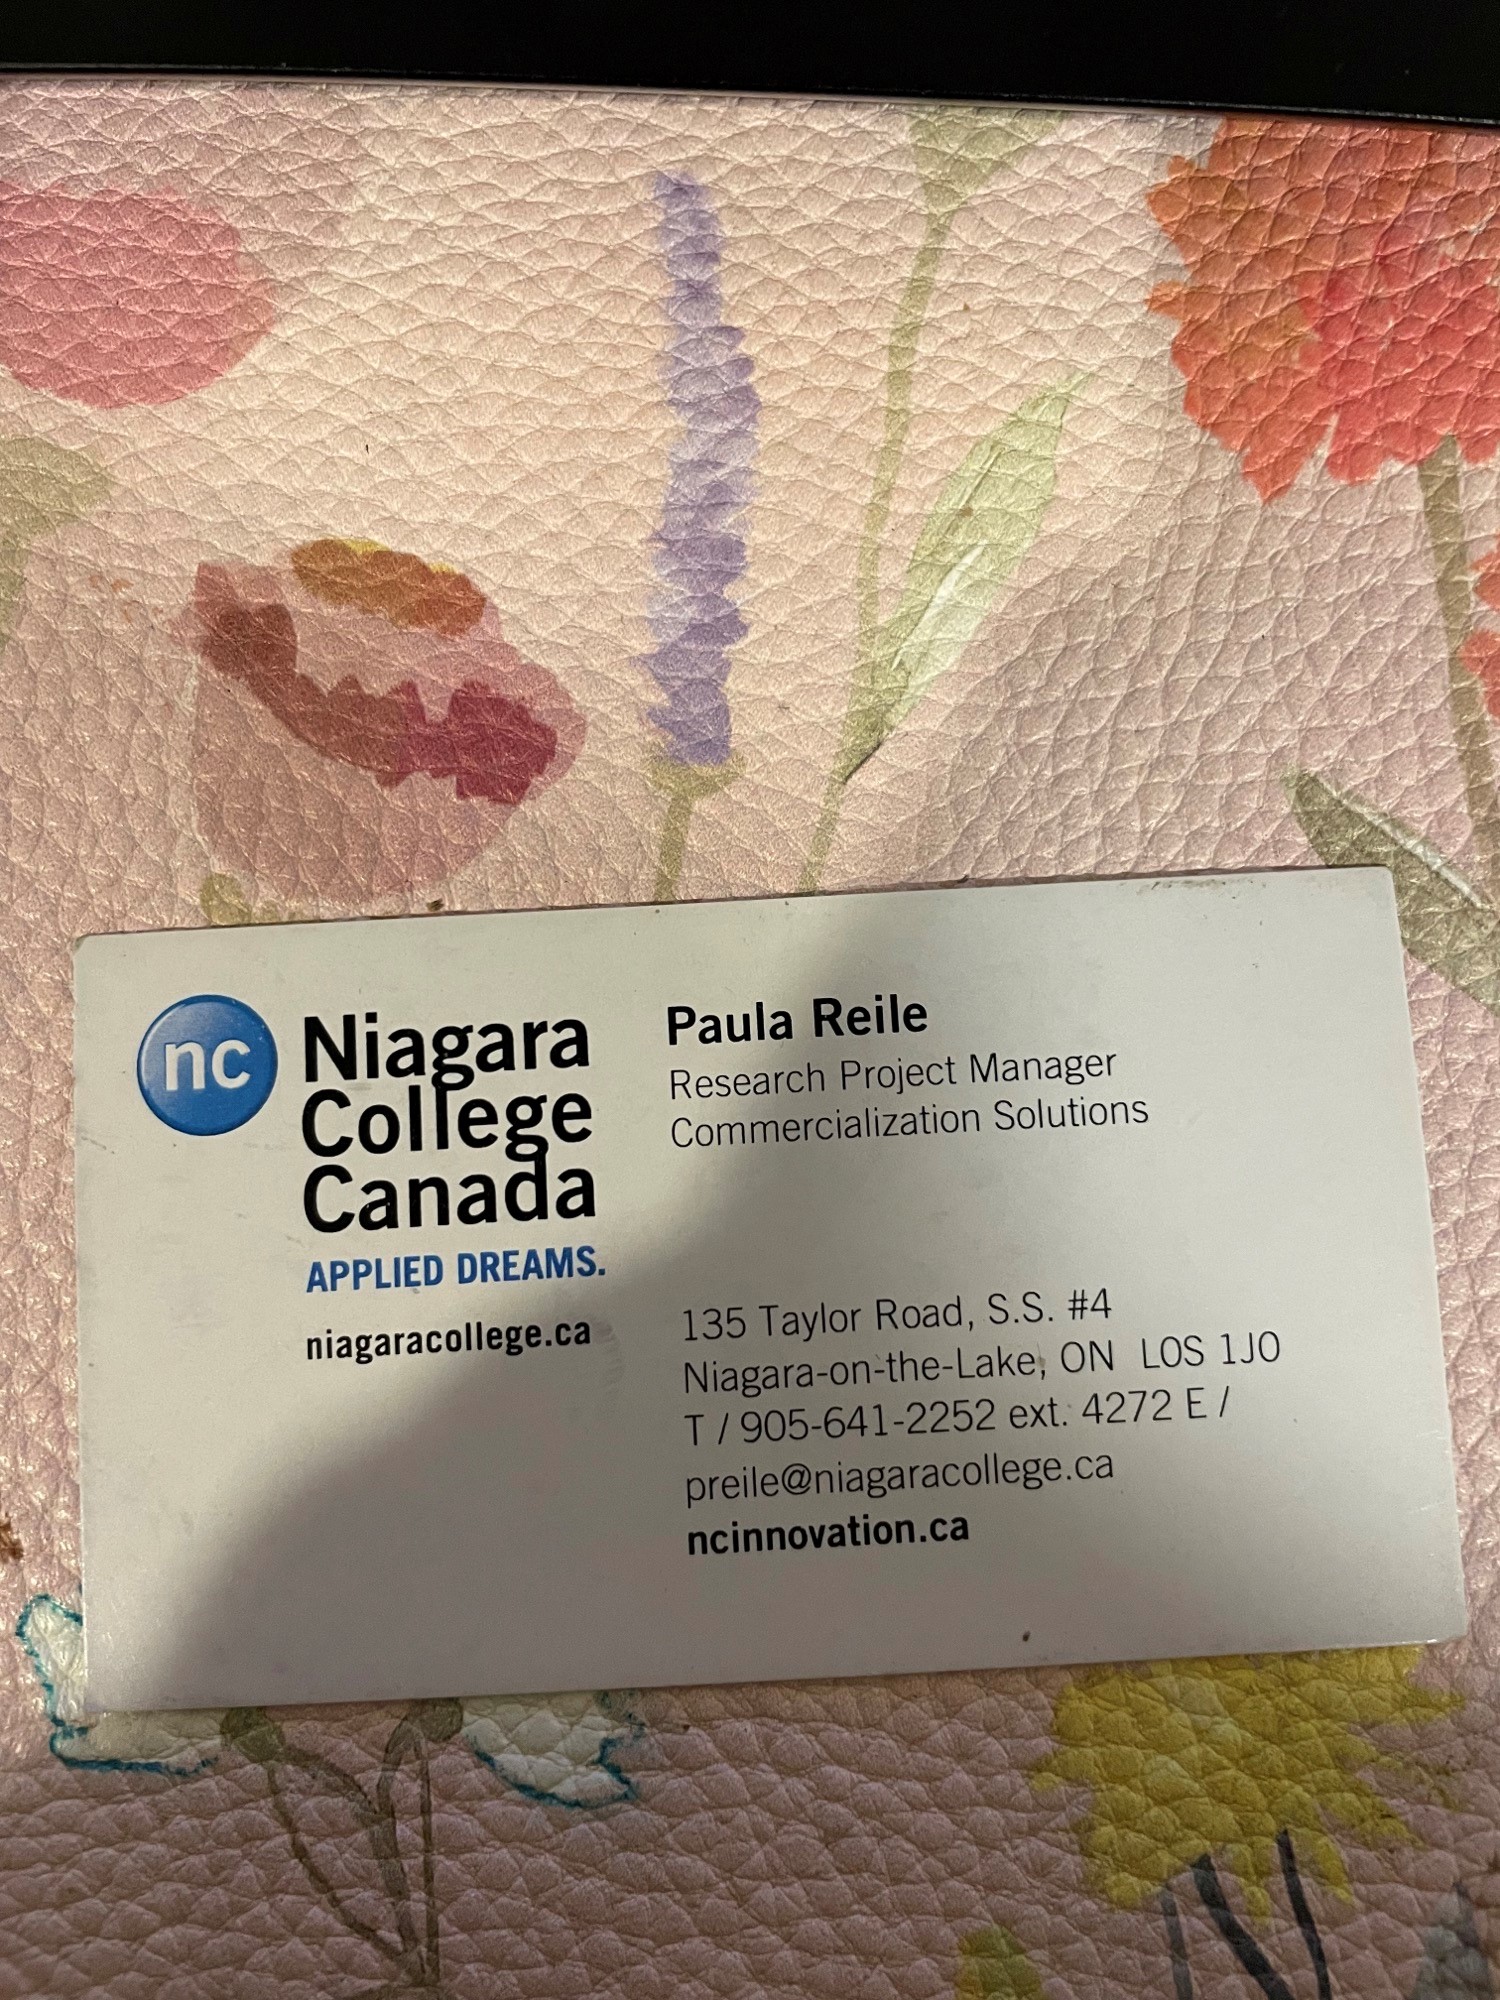 nc
Niagara
College
Canada
APPLIED DREAMS.
niagaracollege.ca
Paula Reile
Research Project Manager
Commercialization Solutions
135 Taylor Road, S.S. #4
Niagara-on-the-Lake, ON LOS 1J0
T / 905-641-2252 ext. 4272 E /
preile@niagaracollege.ca
ncinnovation.ca